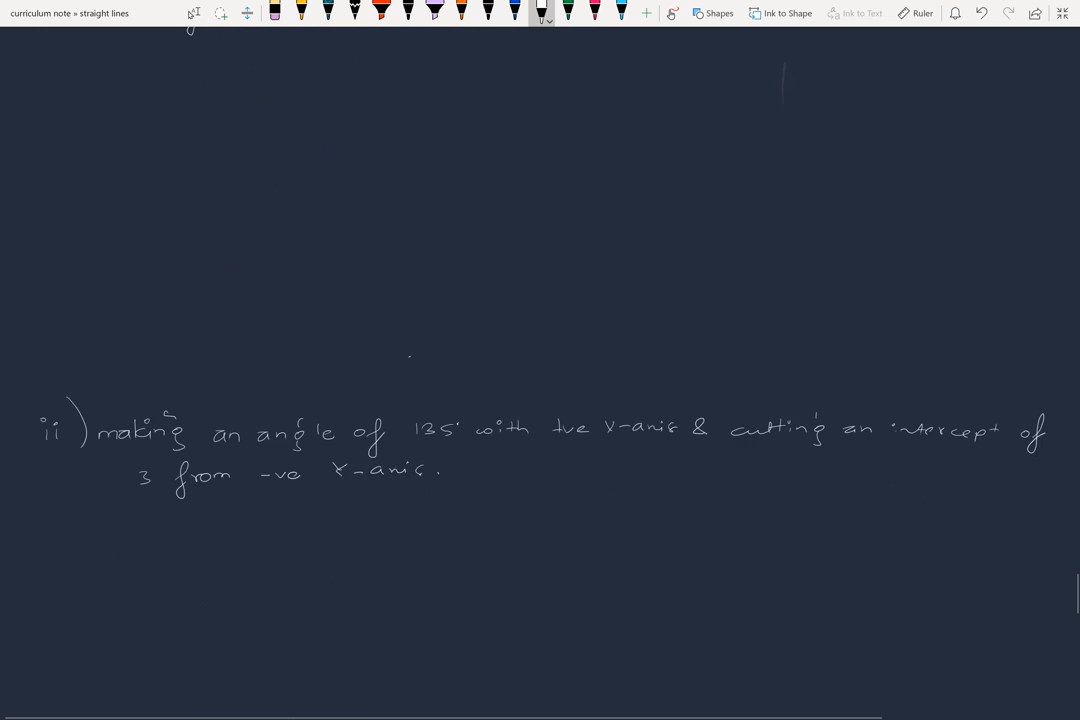 curriculum note » straight lines Shapes Ink to Shape Ink to Text Ruler
ii) making an angle of 135° with +ve X-axis & cutting an intercept of
3 from -ve X-axis.